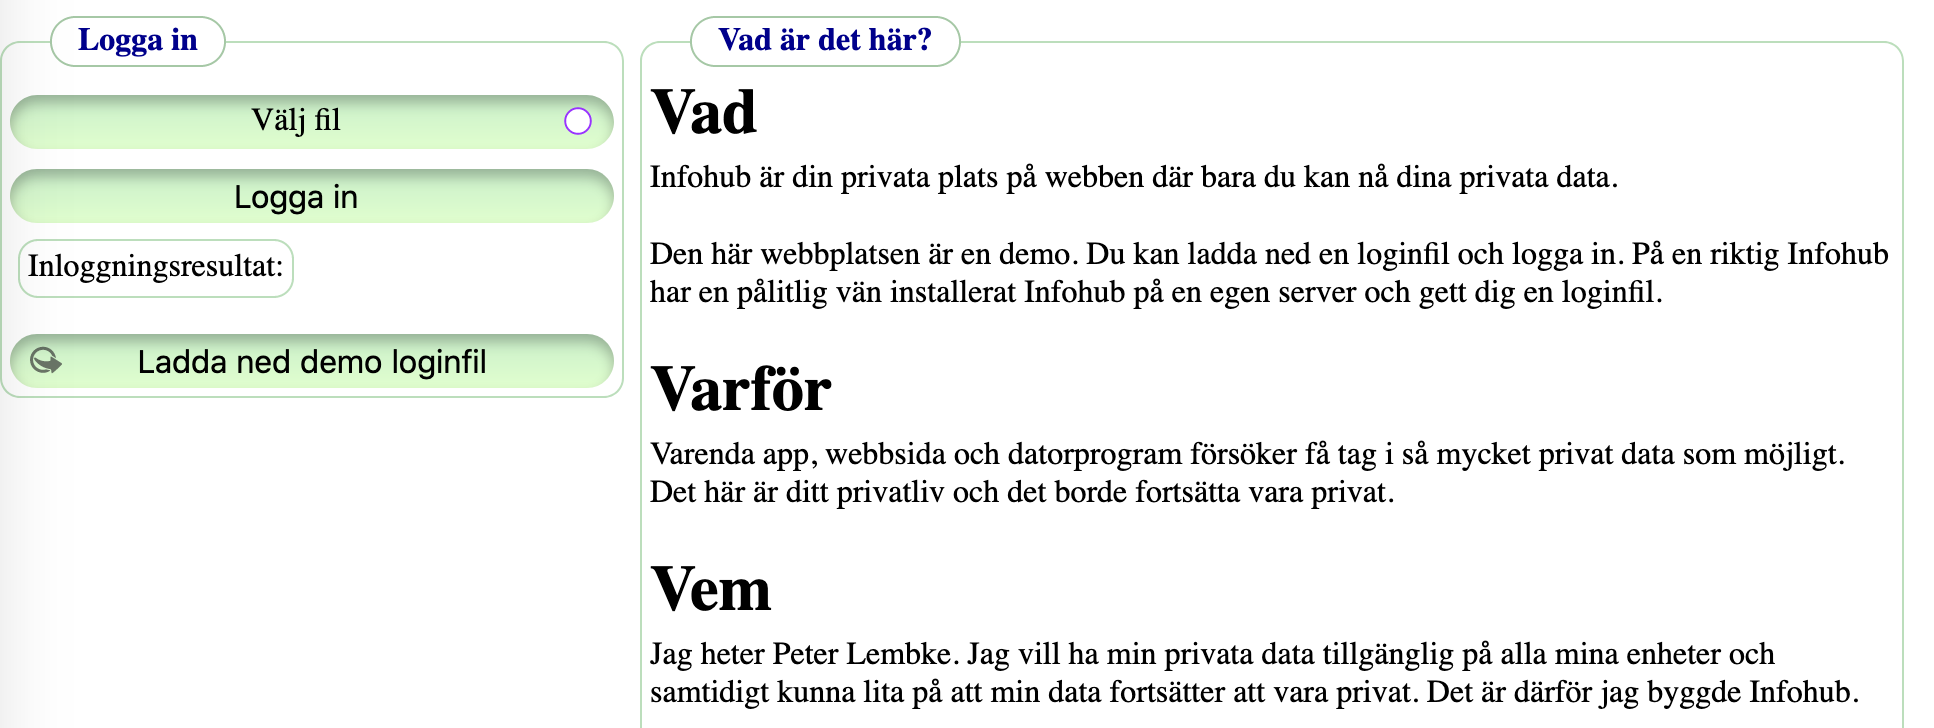 Logga in
Välj fil
Logga in
Inloggningsresultat:
Ladda ned demo loginfil
Vad är det här?
Vad
Infohub är din privata plats på webben där bara du kan nå dina privata data.
Den här webbplatsen är en demo. Du kan ladda ned en loginfil och logga in. På en riktig Infohub
har en pålitlig vän installerat Infohub på en egen server och gett dig en loginfil.
Varför
Varenda app, webbsida och datorprogram försöker få tag i så mycket privat data som möjligt.
Det här är ditt privatliv och det borde fortsätta vara privat.
Vem
Jag heter Peter Lembke. Jag vill ha min privata data tillgänglig på alla mina enheter och
samtidigt kunna lita på att min data fortsätter att vara privat. Det är därför jag byggde Infohub.